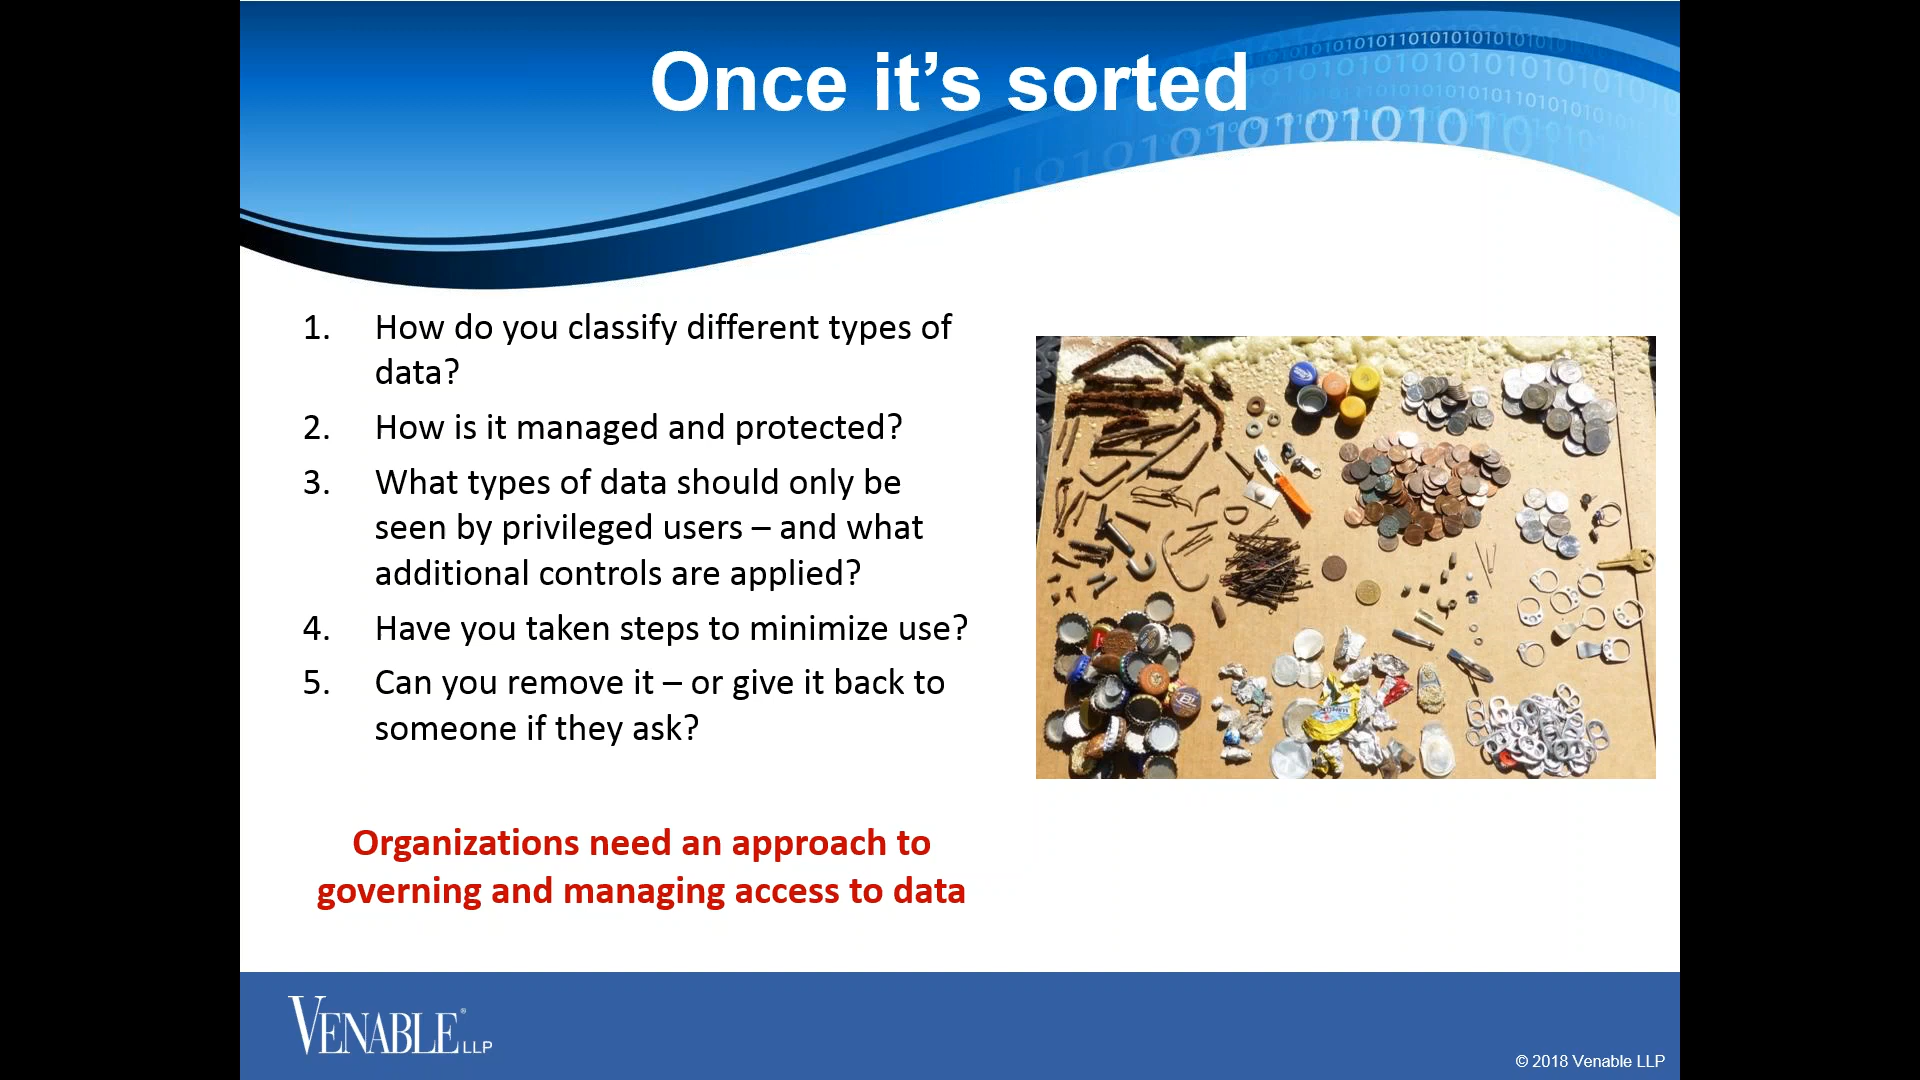 Once it’s sorted
1. How do you classify different types of
data?
2. How is it managed and protected?
3. What types of data should only be
seen by privileged users – and what
additional controls are applied?
4. Have you taken steps to minimize use?
5. Can you remove it – or give it back to
someone if they ask?
Organizations need an approach to
governing and managing access to data
VENABLE® LLP
© 2018 Venable LLP